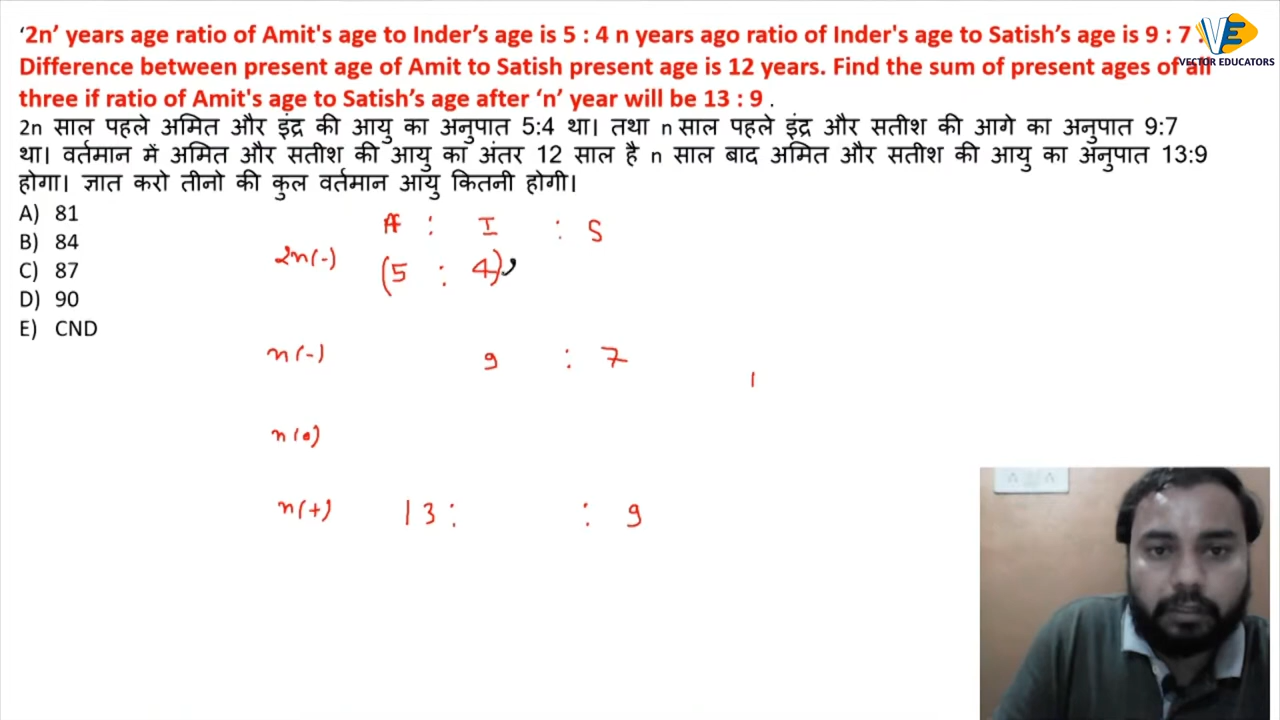 ‘2n’ years age ratio of Amit's age to Inder’s age is 5 : 4 n years ago ratio of Inder's age to Satish’s age is 9 : 7 .
Difference between present age of Amit to Satish present age is 12 years. Find the sum of present ages of all
three if ratio of Amit's age to Satish’s age after ‘n’ year will be 13 : 9 .
2n साल पहले अमित और इंद्र की आयु का अनुपात 5:4 था। तथा n साल पहले इंद्र और सतीश की आगे का अनुपात 9:7
था। वर्तमान में अमित और सतीश की आयु का अंतर 12 साल है n साल बाद अमित और सतीश की आयु का अनुपात 13:9
होगा। ज्ञात करो तीनो की कुल वर्तमान आयु कितनी होगी।
A) 81
B) 84
C) 87
D) 90
E) CND
A : I : S
2n(-) (5 : 4)
n(-) 9 : 7
n(0)
n(+) 13 : : 9
VE
VECTOR EDUCATORS